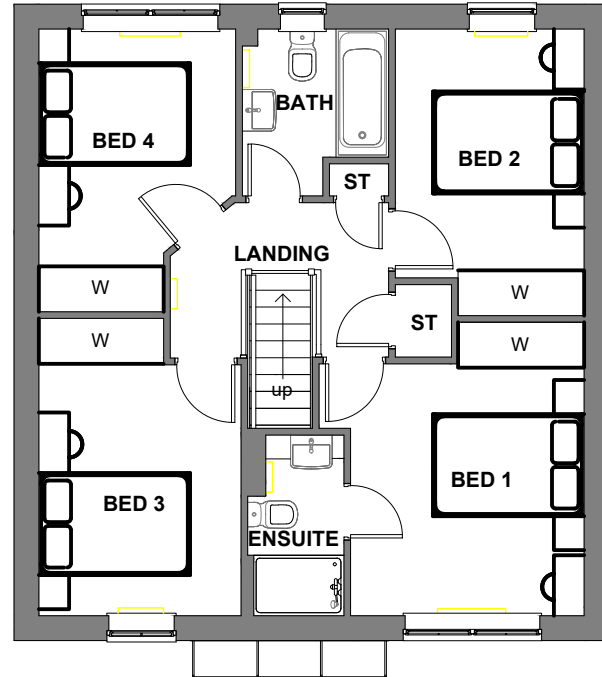 BATH
BED 4
BED 2
ST
LANDING
W
W
ST
W
W
up
BED 1
BED 3
ENSUITE